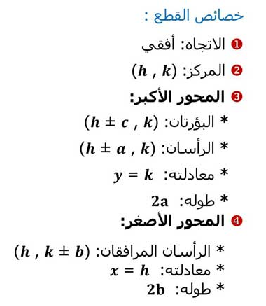 خصائص القطع :
❶ الاتجاه: أفقي
❷ المركز: (h , k)
❸ المحور الأكبر:
* البؤرتان: (h ± c , k)
* الرأسان: (h ± a , k)
* معادلته: y = k
* طوله: 2a
❹ المحور الأصغر:
* الرأسان المرافقان: (h , k ± b)
* معادلته: x = h
* طوله: 2b